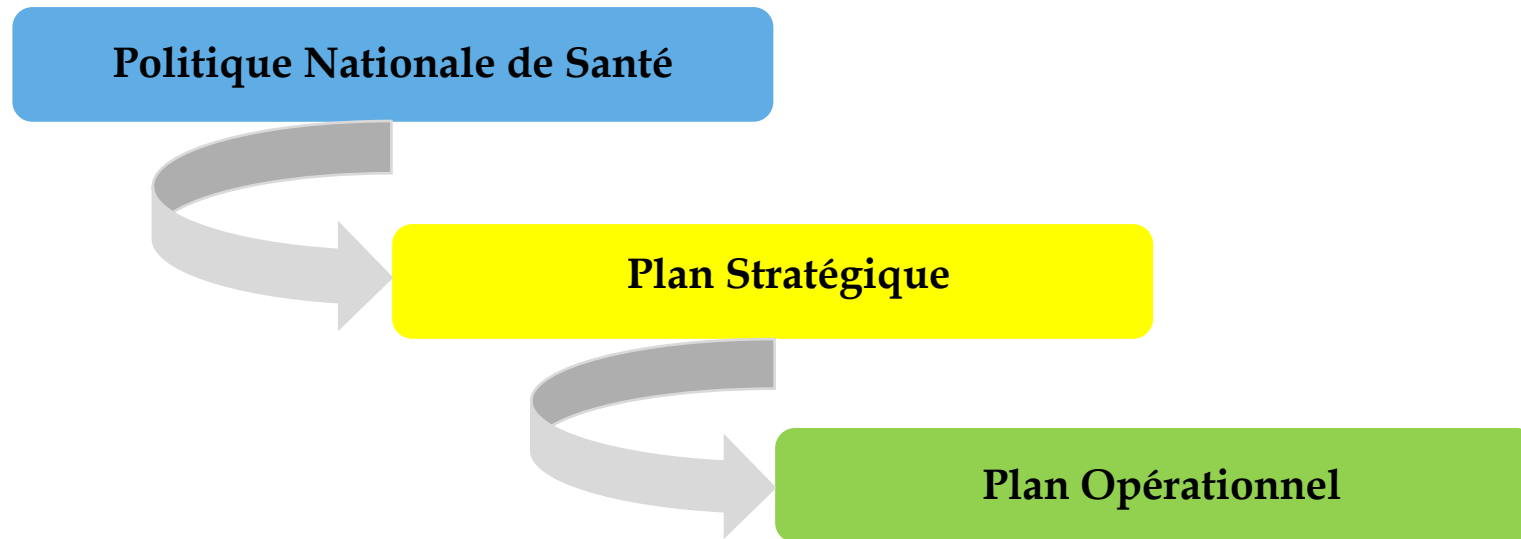 Politique Nationale de Santé
Plan Stratégique
Plan Opérationnel